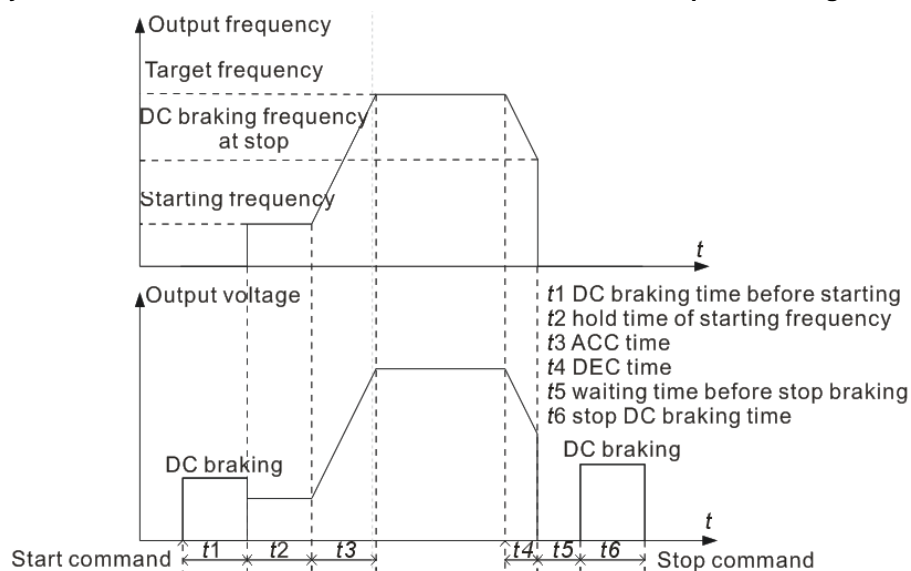 Output frequency
Target frequency
DC braking frequency
at stop
Starting frequency
t
Output voltage
t1 DC braking time before starting
t2 hold time of starting frequency
t3 ACC time
t4 DEC time
t5 waiting time before stop braking
t6 stop DC braking time
DC braking
DC braking
t
Start command
t1
t2
t3
t4
t5
t6
Stop command